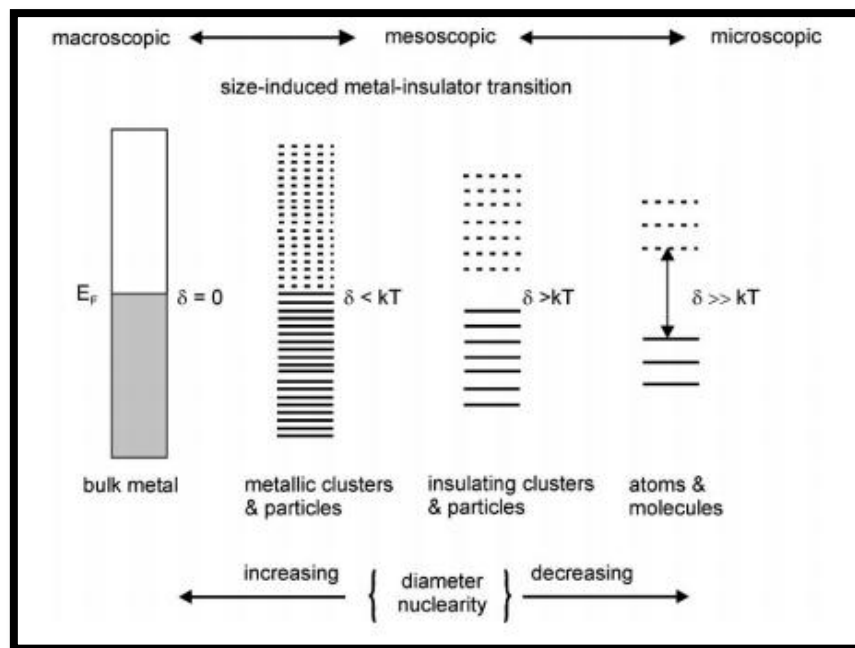 macroscopic mesoscopic microscopic
size-induced metal-insulator transition
E_F δ = 0 δ < kT δ >kT δ >> kT
bulk metal metallic clusters insulating clusters atoms &
& particles & particles molecules
increasing { diameter } decreasing
nuclearity